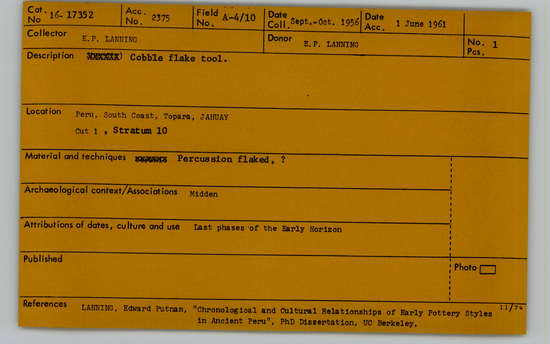 Cat. No. 16-17352 Acc. No. 2375 Field No. A-4/10 Date Coll. Sept.-Oct. 1956 Date Acc. 1 June 1961
Collector E.P. LANNING Donor E.P. LANNING No. Pcs. 1
Description Cobble flake tool.
Location Peru, South Coast, Topara, JAHUAY
Cut 1 , Stratum 10
Material and techniques Percussion flaked, ?
Archaeological context/Associations Midden
Attributions of dates, culture and use Last phases of the Early Horizon
Published Photo
References LANNING, Edward Putnam, "Chronological and Cultural Relationships of Early Pottery Styles
in Ancient Peru", PhD Dissertation, UC Berkeley.